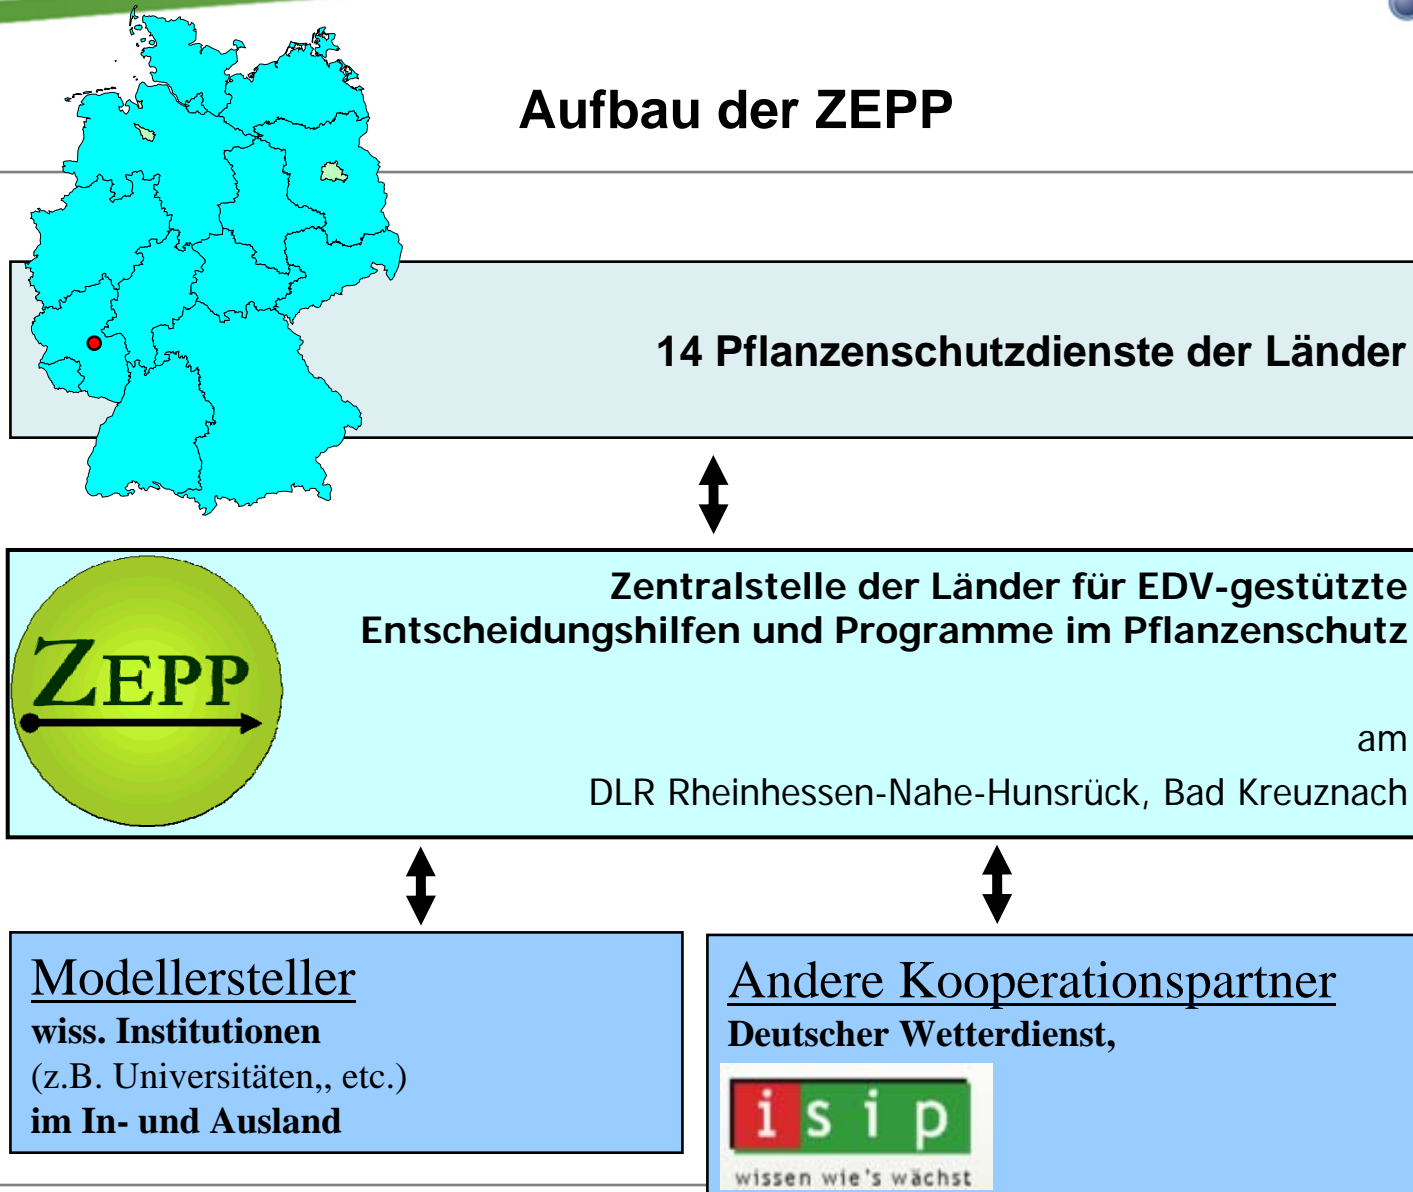 Aufbau der ZEPP
14 Pflanzenschutzdienste der Länder
Zentralstelle der Länder für EDV-gestützte
Entscheidungshilfen und Programme im Pflanzenschutz
ZEPP
am
DLR Rheinhessen-Nahe-Hunsrück, Bad Kreuznach
Modellersteller
wiss. Institutionen
(z.B. Universitäten,, etc.)
im In- und Ausland
Andere Kooperationspartner
Deutscher Wetterdienst,
isip
wissen wie's wächst